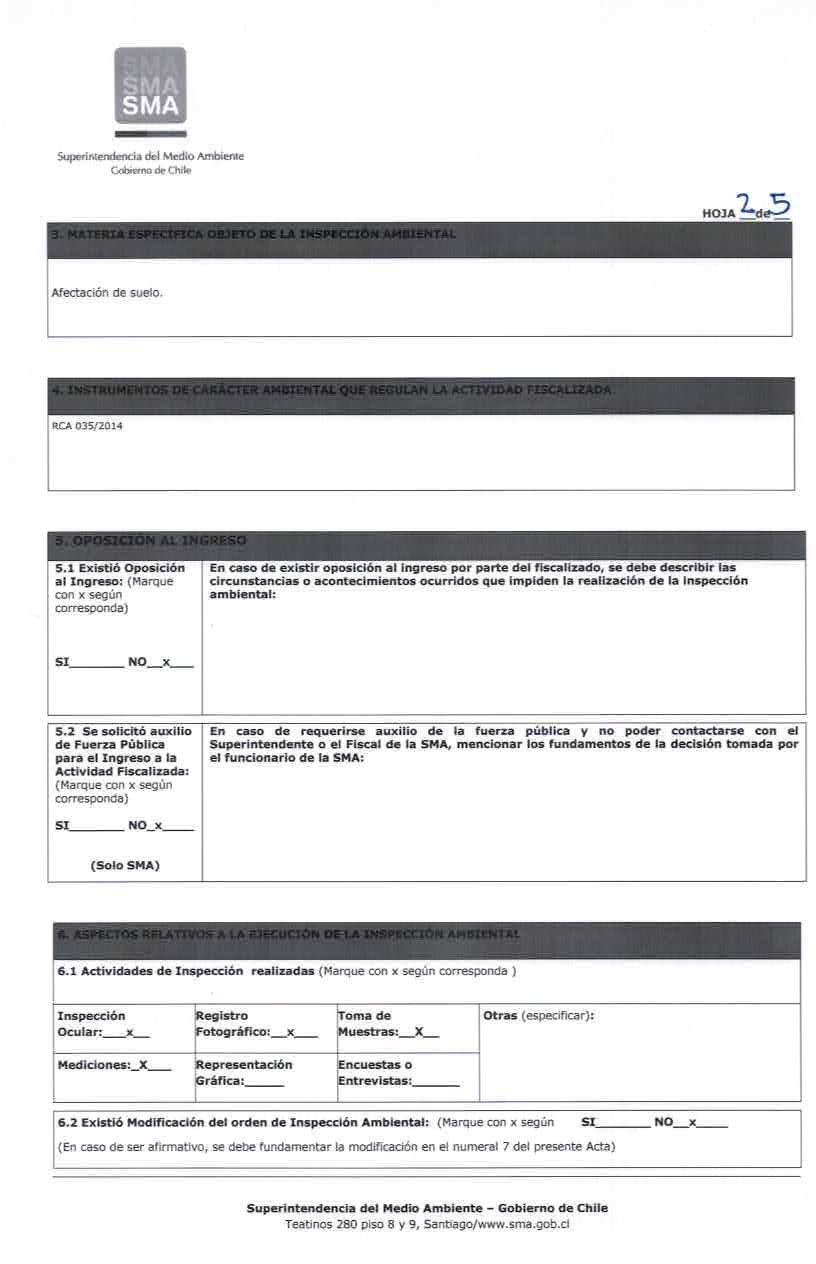 SMA
SMA
SMA
Superintendencia del Medio Ambiente
Gobierno de Chile
HOJA 2 de 5
3. MATERIA ESPECÍFICA OBJETO DE LA INSPECCIÓN AMBIENTAL
Afectación de suelo.
4. INSTRUMENTOS DE CARÁCTER AMBIENTAL QUE REGULAN LA ACTIVIDAD FISCALIZADA
RCA 035/2014
5. OPOSICIÓN AL INGRESO
5.1 Existió Oposición
al Ingreso: (Marque
con x según
corresponda)
SI________ NO__x___
En caso de existir oposición al ingreso por parte del fiscalizado, se debe describir las
circunstancias o acontecimientos ocurridos que impiden la realización de la inspección
ambiental:
5.2 Se solicitó auxilio
de Fuerza Pública
para el Ingreso a la
Actividad Fiscalizada:
(Marque con x según
corresponda)
SI________ NO_x____
(Solo SMA)
En caso de requerirse auxilio de la fuerza pública y no poder contactarse con el
Superintendente o el Fiscal de la SMA, mencionar los fundamentos de la decisión tomada por
el funcionario de la SMA:
6. ASPECTOS RELATIVOS A LA EJECUCIÓN DE LA INSPECCIÓN AMBIENTAL
6.1 Actividades de Inspección realizadas (Marque con x según corresponda )
Inspección
Ocular:___x__
Registro
Fotográfico:__x___
Toma de
Muestras:__X__
Otras (especificar):
Mediciones:_X___
Representación
Gráfica:_____
Encuestas o
Entrevistas:_______
6.2 Existió Modificación del orden de Inspección Ambiental: (Marque con x según SI________ NO__x____
(En caso de ser afirmativo, se debe fundamentar la modificación en el numeral 7 del presente Acta)
Superintendencia del Medio Ambiente – Gobierno de Chile
Teatinos 280 piso 8 y 9, Santiago/www.sma.gob.cl